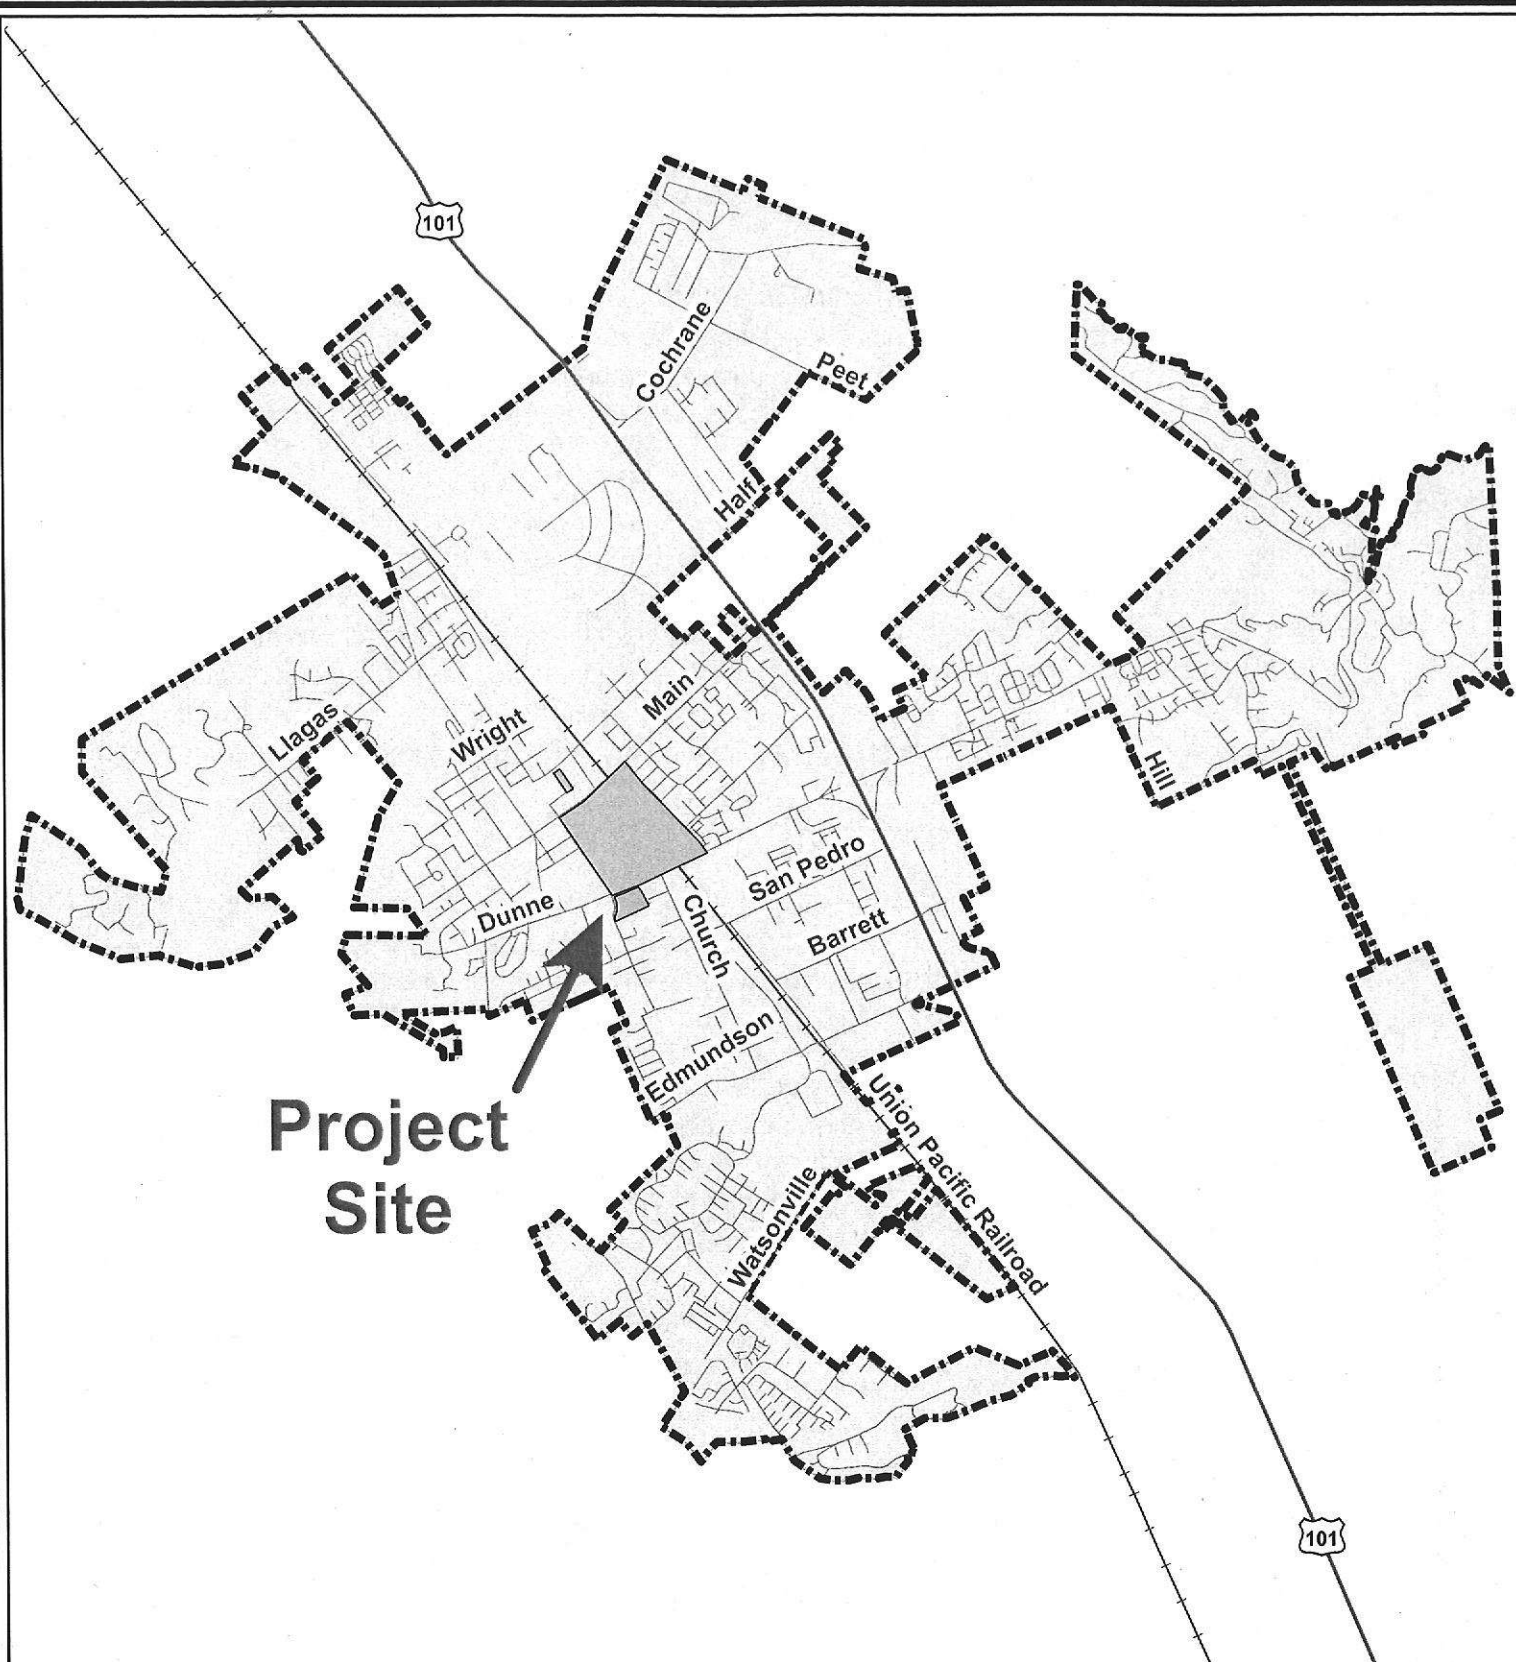 101
Cochrane
Peet
Half
Main
Llagas
Wright
Hill
San Pedro
Dunne
Church
Barrett
Edmundson
Project
Site
Union Pacific Railroad
Watsonville
101